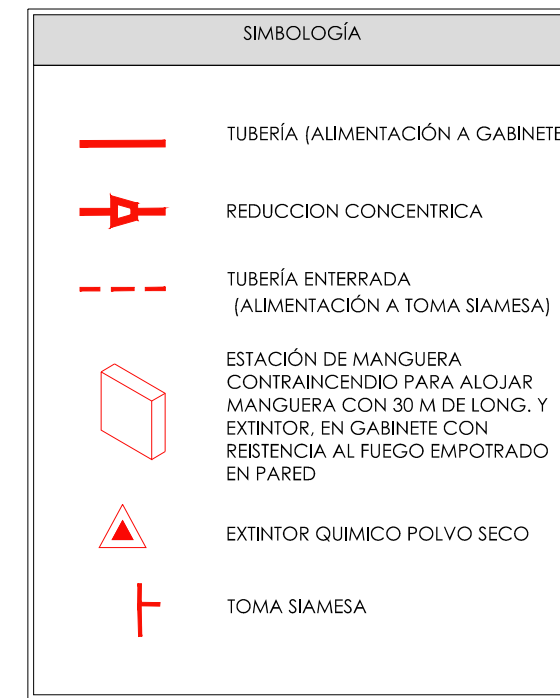 SIMBOLOGÍA
TUBERÍA (ALIMENTACIÓN A GABINETE
REDUCCION CONCENTRICA
TUBERÍA ENTERRADA
(ALIMENTACIÓN A TOMA SIAMESA)
ESTACIÓN DE MANGUERA
CONTRAINCENDIO PARA ALOJAR
MANGUERA CON 30 M DE LONG. Y
EXTINTOR, EN GABINETE CON
REISTENCIA AL FUEGO EMPOTRADO
EN PARED
EXTINTOR QUIMICO POLVO SECO
TOMA SIAMESA